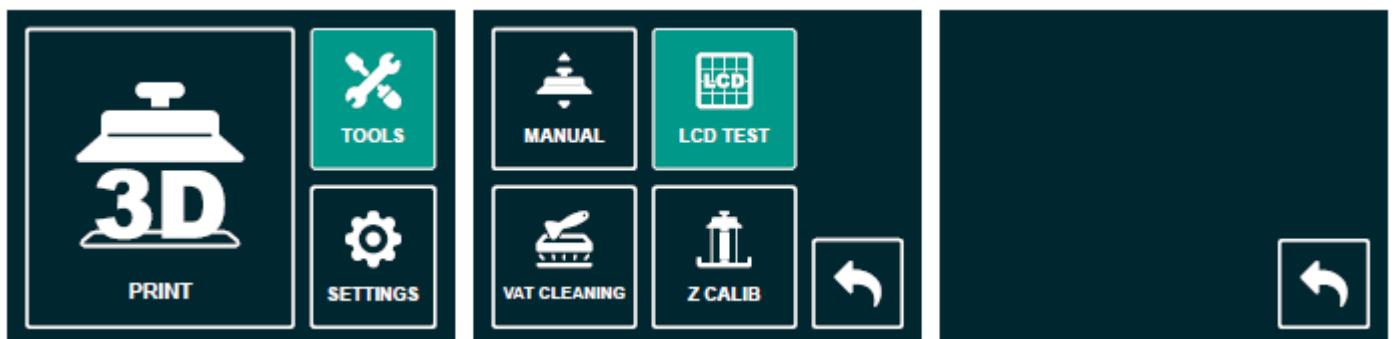 3D
PRINT
TOOLS
SETTINGS
MANUAL
LCD
LCD TEST
VAT CLEANING
Z CALIB